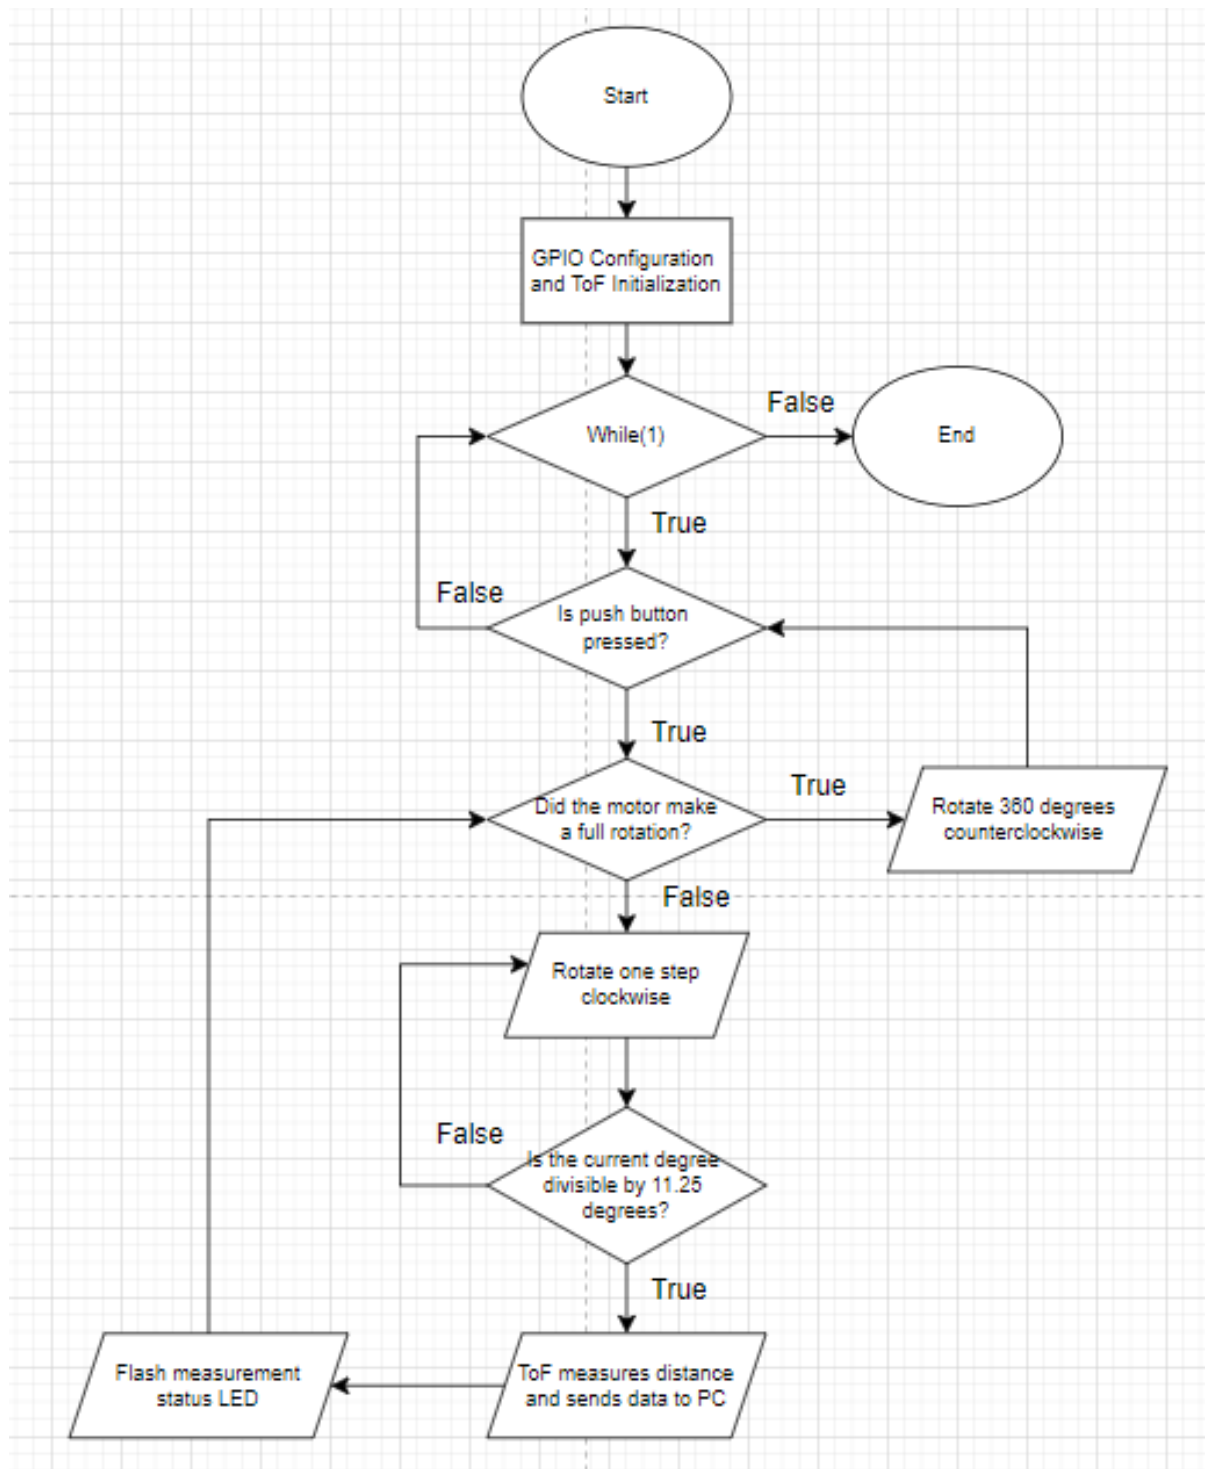 Start
GPIO Configuration
and ToF Initialization
While(1)
False
End
True
False
Is push button
pressed?
True
Did the motor make
a full rotation?
True
Rotate 360 degrees
counterclockwise
False
Rotate one step
clockwise
False
Is the current degree
divisible by 11.25
degrees?
True
Flash measurement
status LED
ToF measures distance
and sends data to PC